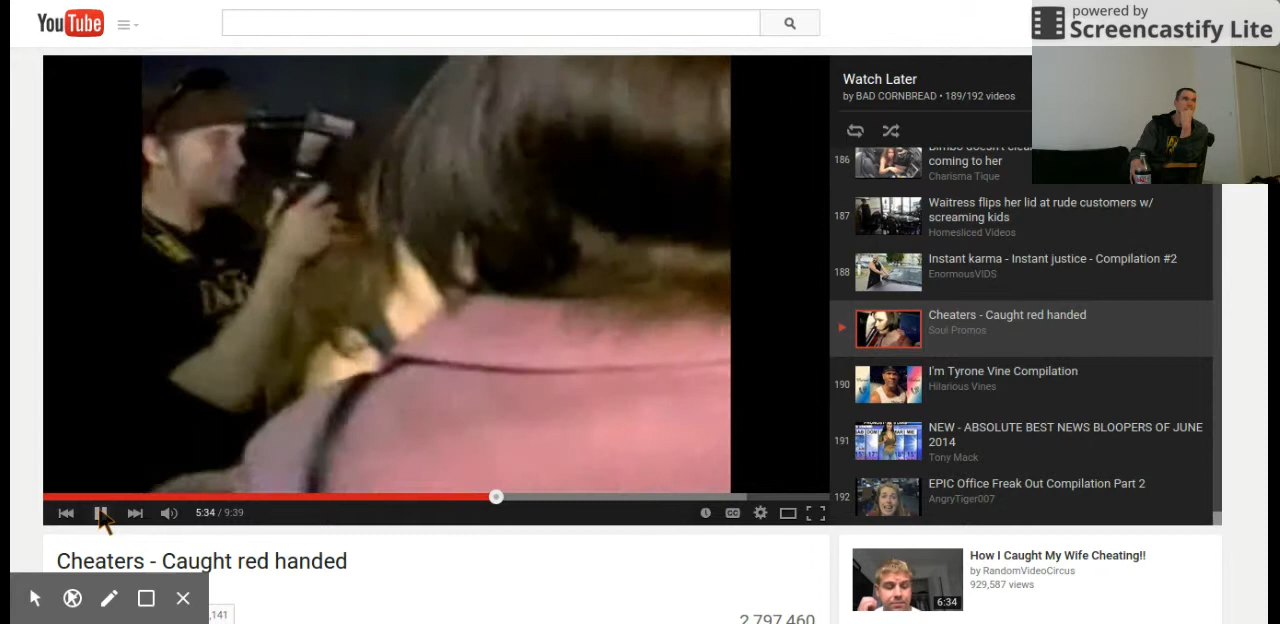 YouTube
powered by
Screencastify Lite
Watch Later
by BAD CORNBREAD • 189/192 videos
186
coming to her
Charisma Tique
187
Waitress flips her lid at rude customers w/
screaming kids
Homesliced Videos
188
Instant karma - Instant justice - Compilation #2
EnormousVIDS
Cheaters - Caught red handed
Soul Promos
190
I'm Tyrone Vine Compilation
Hilarious Vines
191
NEW - ABSOLUTE BEST NEWS BLOOPERS OF JUNE
2014
Tony Mack
192
EPIC Office Freak Out Compilation Part 2
AngryTiger007
5:34 / 9:39
CC
Cheaters - Caught red handed
,141
2,797,460
How I Caught My Wife Cheating!!
by RandomVideoCircus
929,587 views
6:34